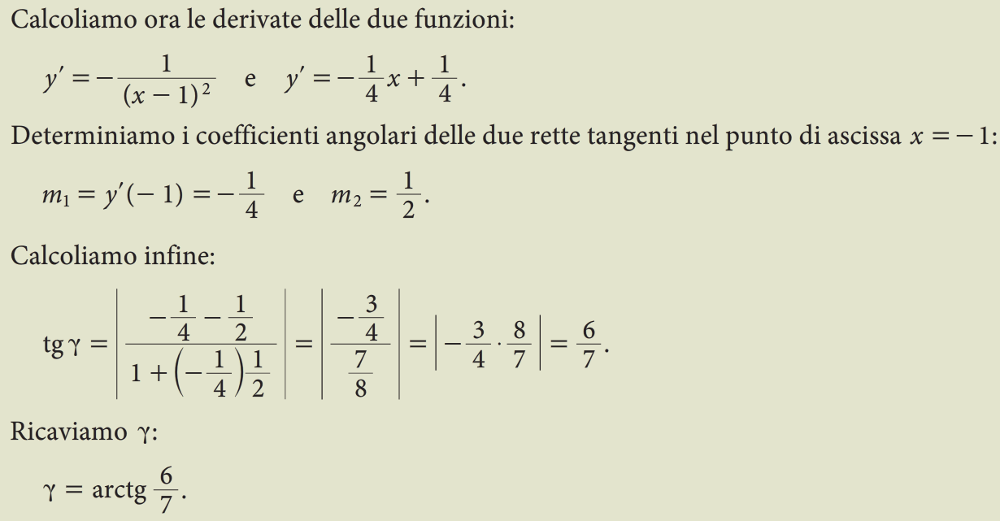 Calcoliamo ora le derivate delle due funzioni:
y′ = − 1/(x − 1)² e y′ = − 1/4 x + 1/4.
Determiniamo i coefficienti angolari delle due rette tangenti nel punto di ascissa x = − 1:
m₁ = y′(− 1) = − 1/4 e m₂ = 1/2.
Calcoliamo infine:
tg γ = | (− 1/4 − 1/2) / (1 + (− 1/4) 1/2) | = | (− 3/4) / (7/8) | = | − 3/4 · 8/7 | = 6/7.
Ricaviamo γ:
γ = arctg 6/7.